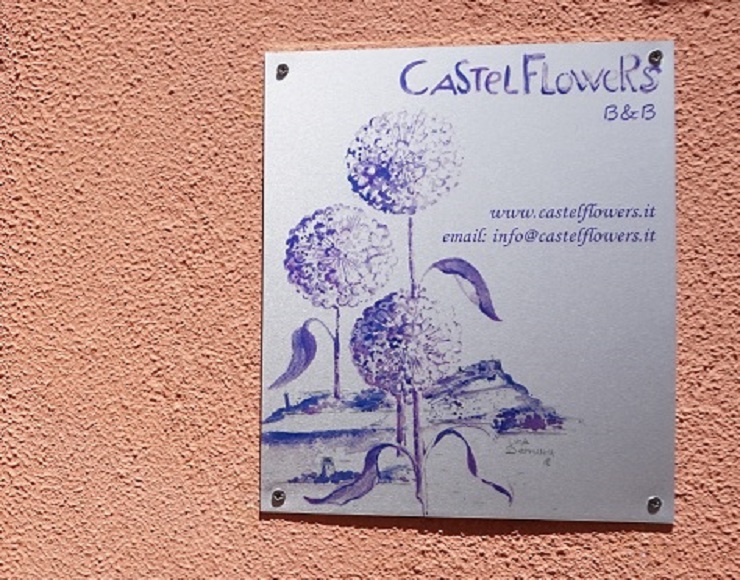 CASTELFLOWERS
B&B
www.castelflowers.it
email: info@castelflowers.it